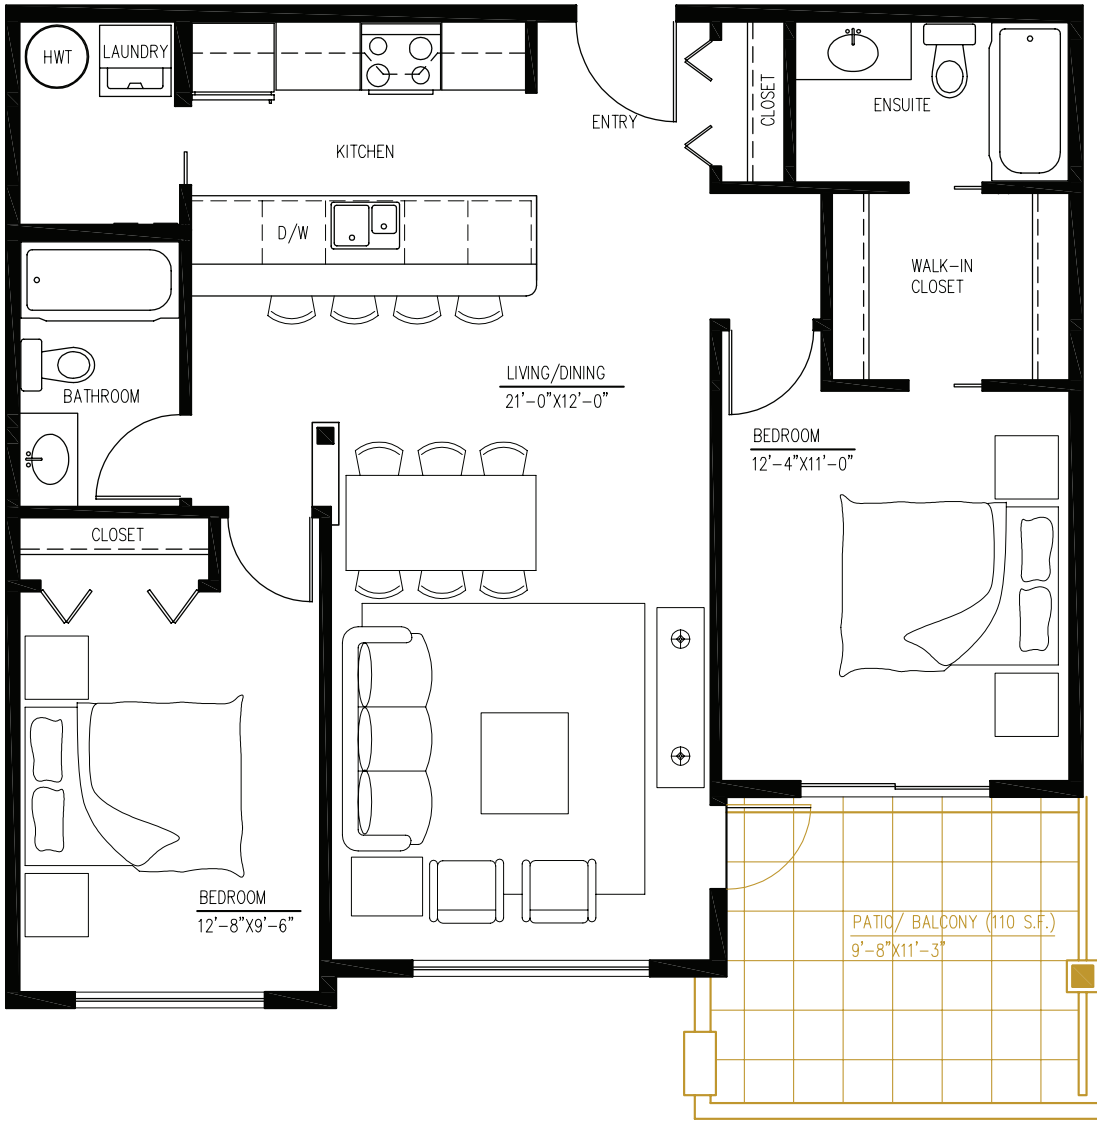 HWT
LAUNDRY
KITCHEN
ENTRY
CLOSET
ENSUITE
D/W
WALK-IN
CLOSET
LIVING/DINING
21'-0"X12'-0"
BATHROOM
BEDROOM
12'-4"X11'-0"
CLOSET
BEDROOM
12'-8"X9'-6"
PATIO/ BALCONY (110 S.F.)
9'-8"X11'-3"